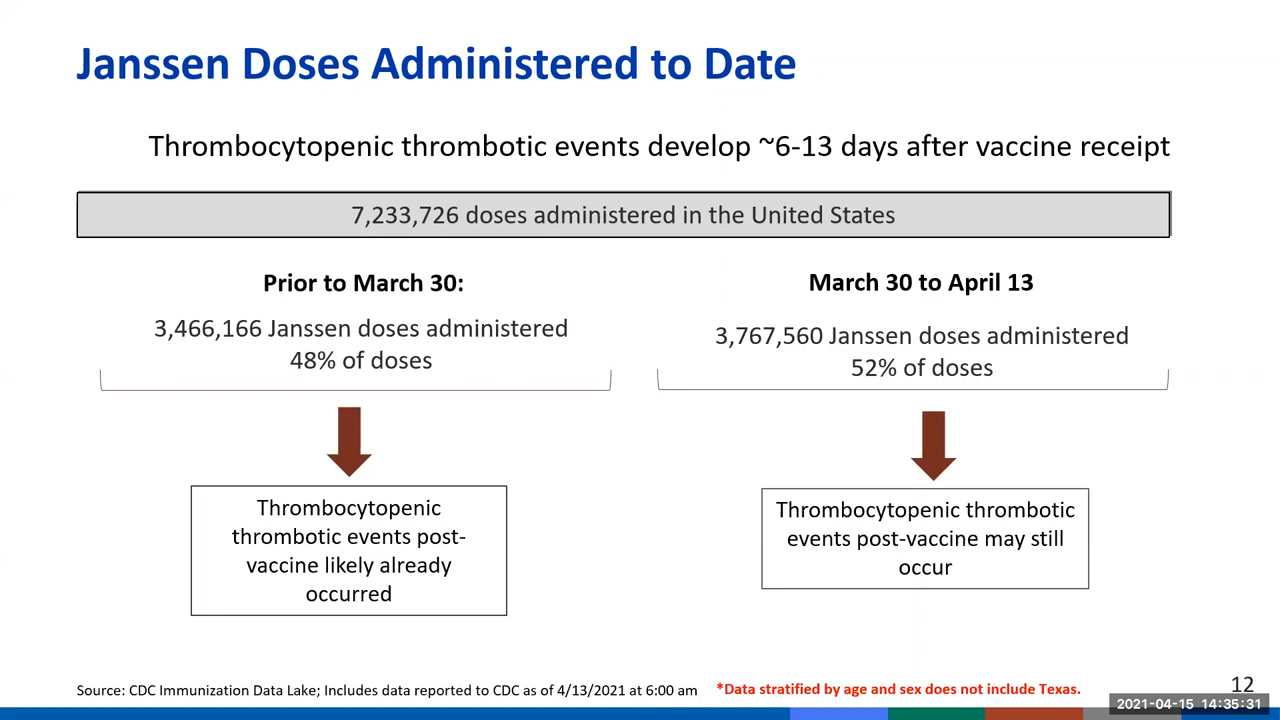 Janssen Doses Administered to Date
Thrombocytopenic thrombotic events develop ~6-13 days after vaccine receipt
7,233,726 doses administered in the United States
Prior to March 30:
3,466,166 Janssen doses administered
48% of doses
March 30 to April 13
3,767,560 Janssen doses administered
52% of doses
Thrombocytopenic
thrombotic events post-
vaccine likely already
occurred
Thrombocytopenic thrombotic
events post-vaccine may still
occur
Source: CDC Immunization Data Lake; Includes data reported to CDC as of 4/13/2021 at 6:00 am
*Data stratified by age and sex does not include Texas.
12
2021-04-15 14:35:31